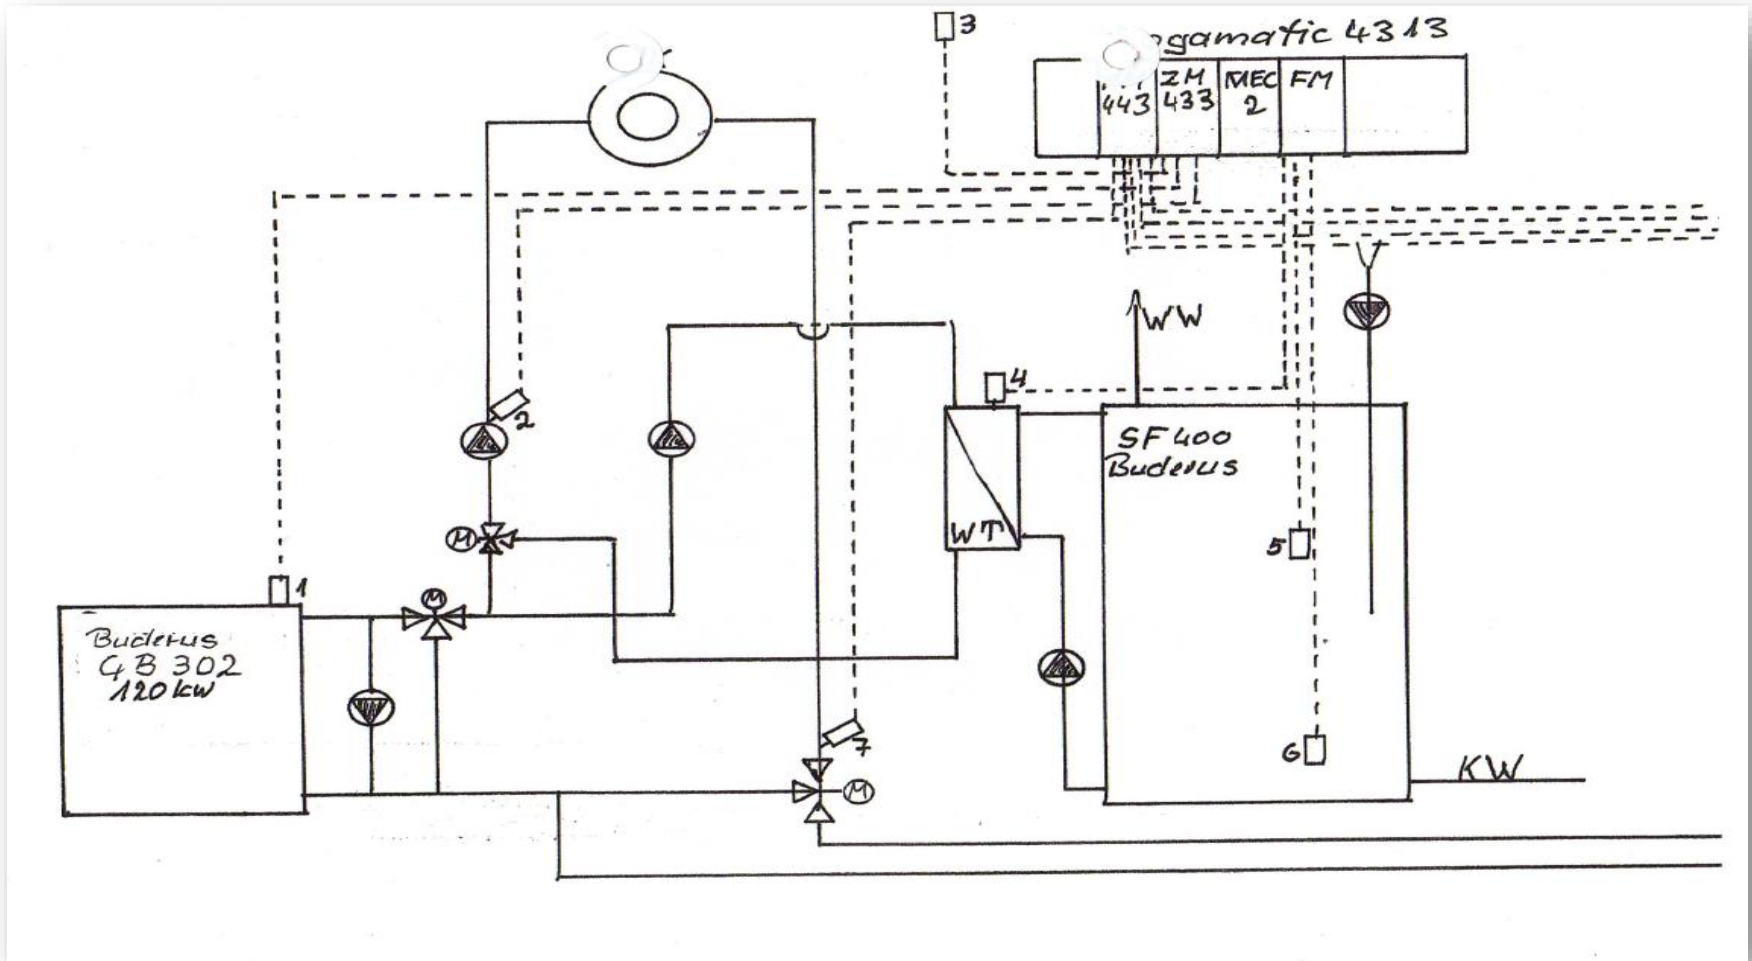 3
gamatic 4313
443
ZM
433
MEC
2
FM
WW
4
2
SF 400
Buderus
M
WT
5
1
M
Buderus
GB 302
120 kW
7
6
M
KW